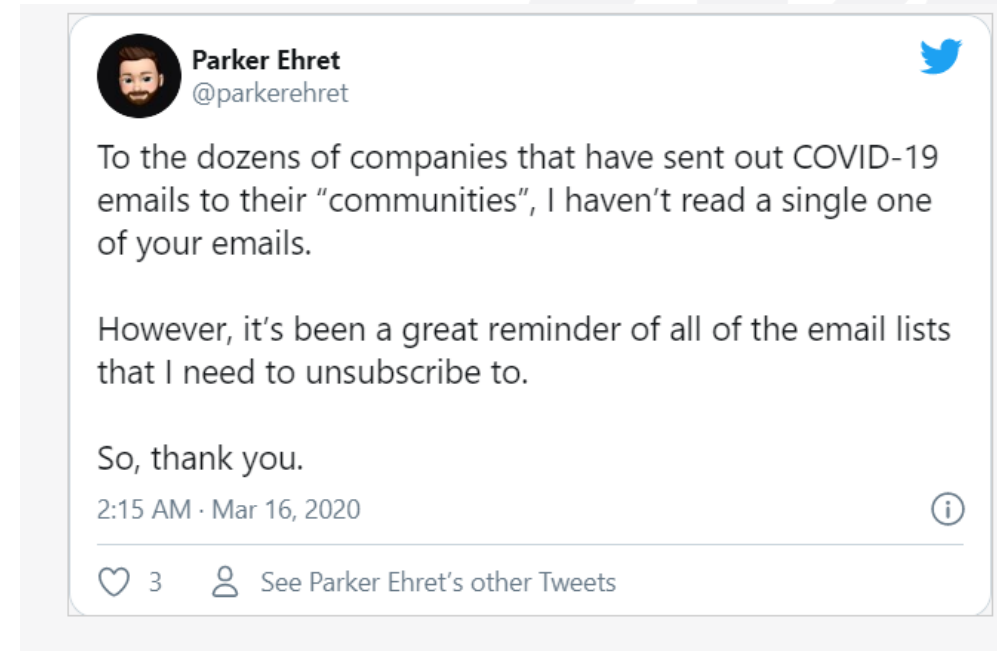 Parker Ehret
@parkerehret
To the dozens of companies that have sent out COVID-19
emails to their “communities”, I haven’t read a single one
of your emails.
However, it’s been a great reminder of all of the email lists
that I need to unsubscribe to.
So, thank you.
2:15 AM · Mar 16, 2020
3 See Parker Ehret’s other Tweets